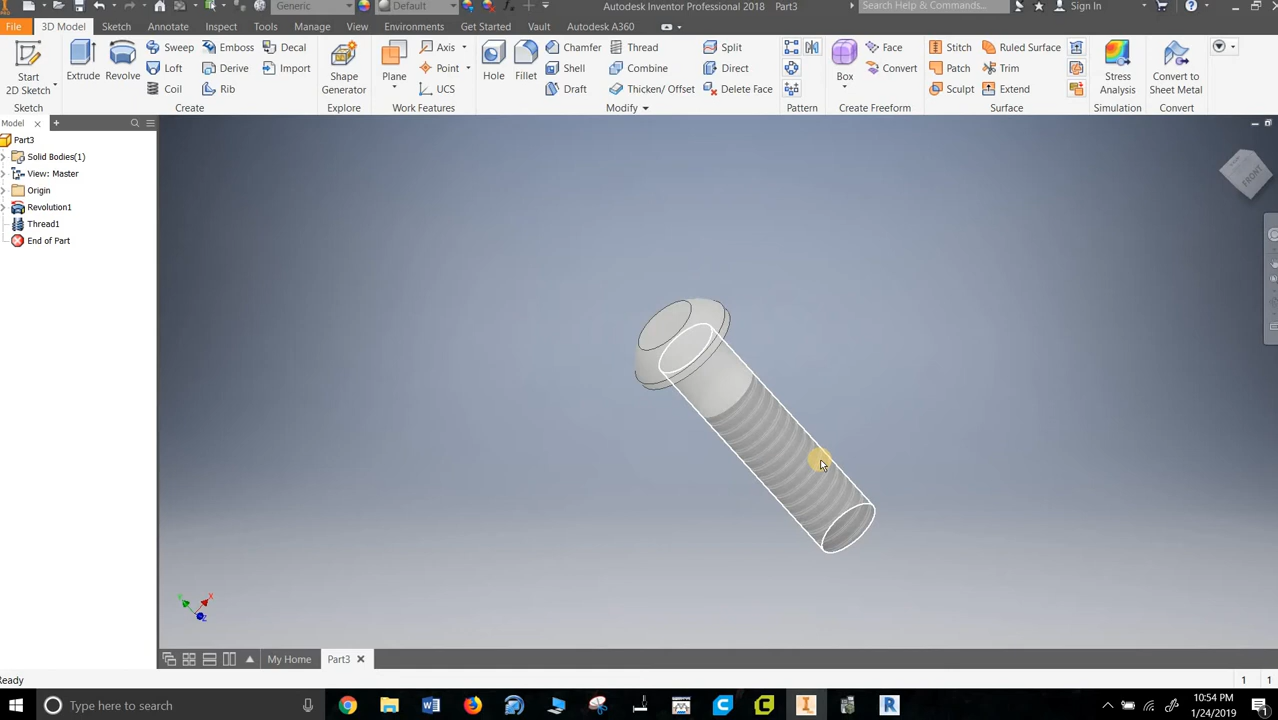 Generic
Default
Autodesk Inventor Professional 2018 Part3
Search Help & Commands...
Sign In
File 3D Model Sketch Annotate Inspect Tools Manage View Environments Get Started Vault Autodesk A360
Start 2D Sketch
Sketch
Extrude Revolve
Sweep Emboss Decal
Loft Derive Import
Coil Rib
Create
Shape Generator
Explore
Plane
Axis
Point
UCS
Work Features
Hole Fillet
Chamfer Thread Split
Shell Combine Direct
Draft Thicken/ Offset Delete Face
Modify
Pattern
Box
Face
Convert
Create Freeform
Stitch Ruled Surface
Patch Trim
Sculpt Extend
Surface
Stress Analysis
Simulation
Convert to Sheet Metal
Convert
Model
Part3
Solid Bodies(1)
View: Master
Origin
Revolution1
Thread1
End of Part
FRONT
X
Z
My Home Part3
Ready
1 1
Type here to search
10:54 PM
1/24/2019